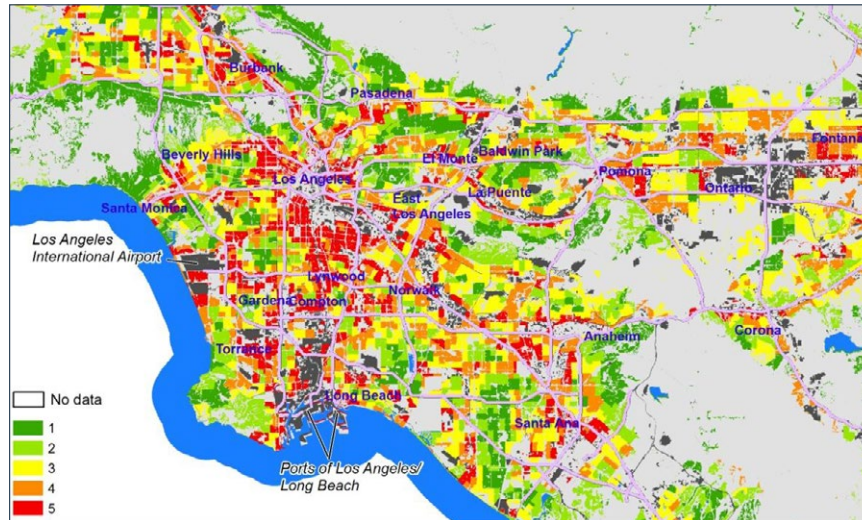 Burbank
Pasadena
Beverly Hills
El Monte
Baldwin Park
Fontana
Los Angeles
Pomona
Ontario
East
Los Angeles
La Puente
Santa Monica
Los Angeles
International Airport
Lynwood
Gardena
Compton
Norwalk
Torrance
Anaheim
Corona
Long Beach
Santa Ana
Ports of Los Angeles/
Long Beach
No data
1
2
3
4
5